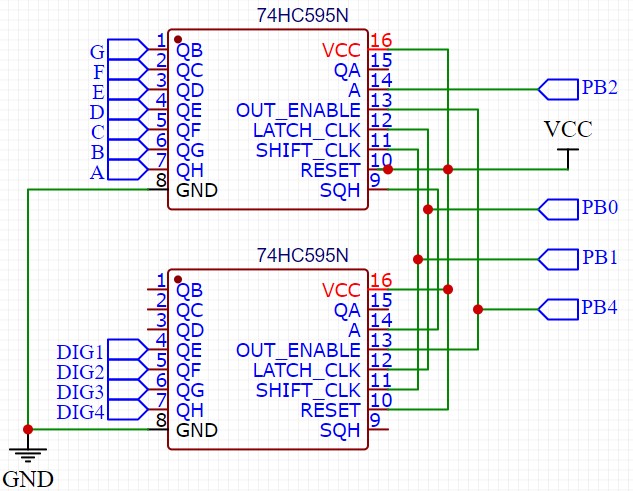 74HC595N
G 1 QB VCC 16
F 2 QC QA 15
E 3 QD A 14 PB2
D 4 QE OUT_ENABLE 13
C 5 QF LATCH_CLK 12 VCC
B 6 QG SHIFT_CLK 11
A 7 QH RESET 10
8 GND SQH 9
PB0
74HC595N PB1
1 QB VCC 16
2 QC QA 15 PB4
3 QD A 14
DIG1 4 QE OUT_ENABLE 13
DIG2 5 QF LATCH_CLK 12
DIG3 6 QG SHIFT_CLK 11
DIG4 7 QH RESET 10
8 GND SQH 9
GND